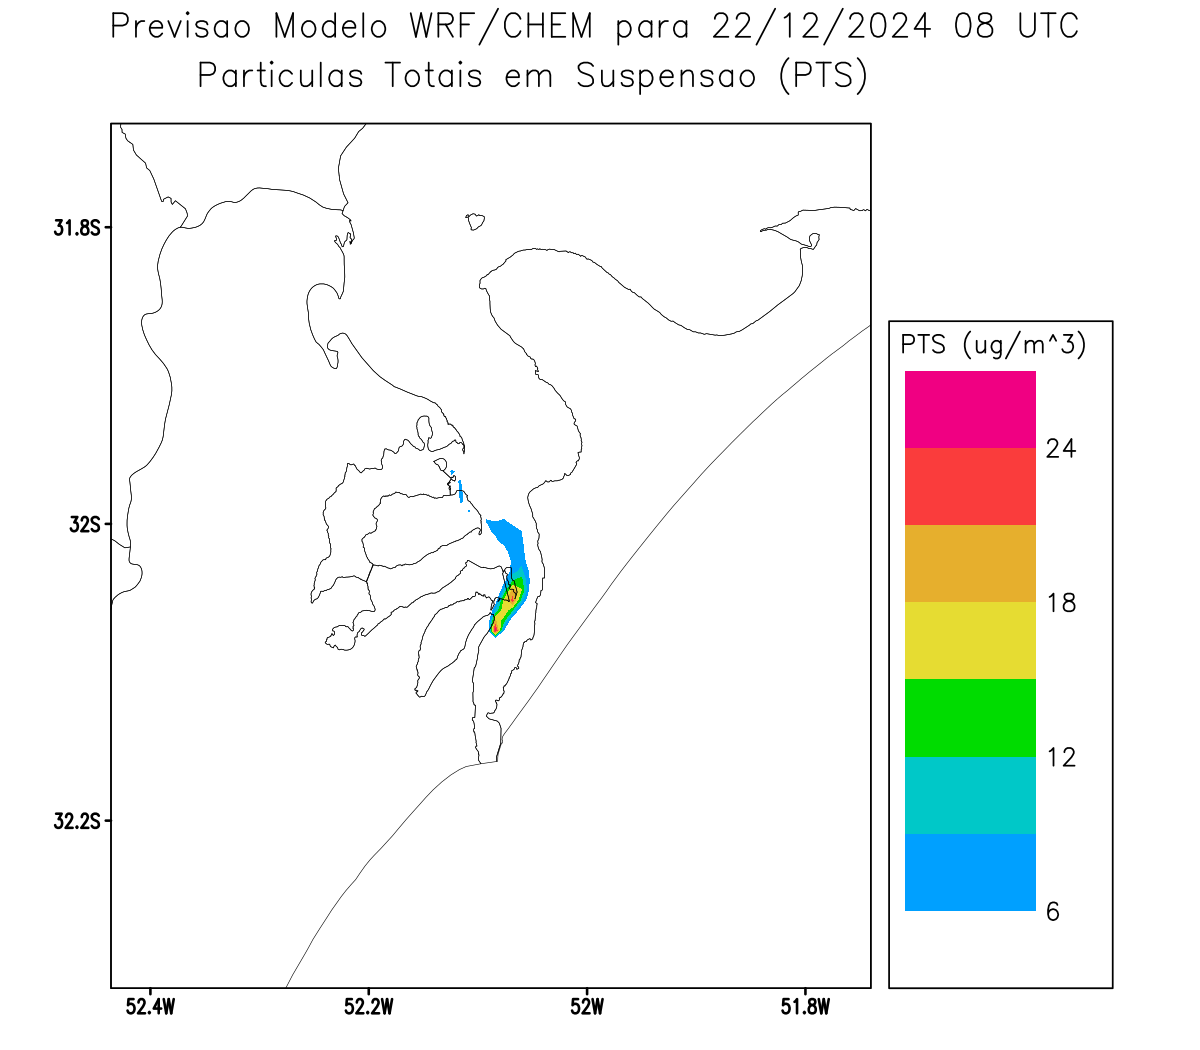 Previsao Modelo WRF/CHEM para 22/12/2024 08 UTC
Particulas Totais em Suspensao (PTS)
31.8S
32S
32.2S
52.4W
52.2W
52W
51.8W
PTS (ug/m^3)
24
18
12
6